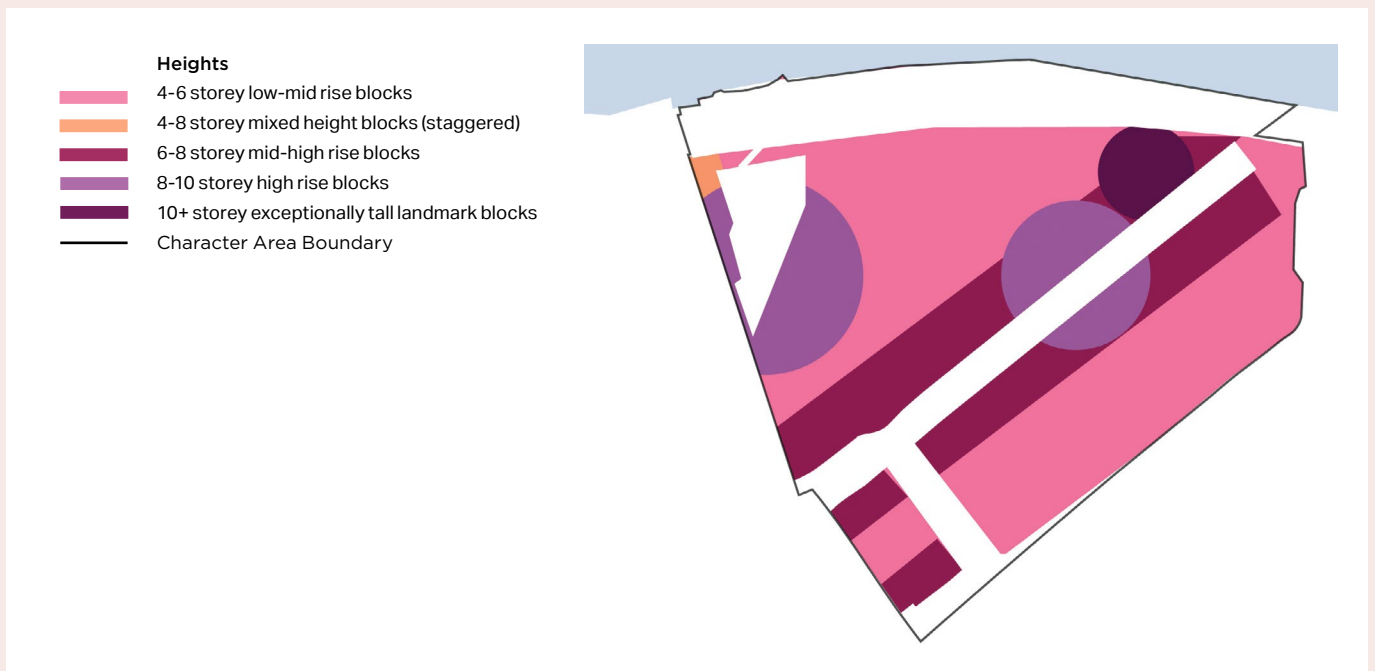 Heights
4-6 storey low-mid rise blocks
4-8 storey mixed height blocks (staggered)
6-8 storey mid-high rise blocks
8-10 storey high rise blocks
10+ storey exceptionally tall landmark blocks
Character Area Boundary